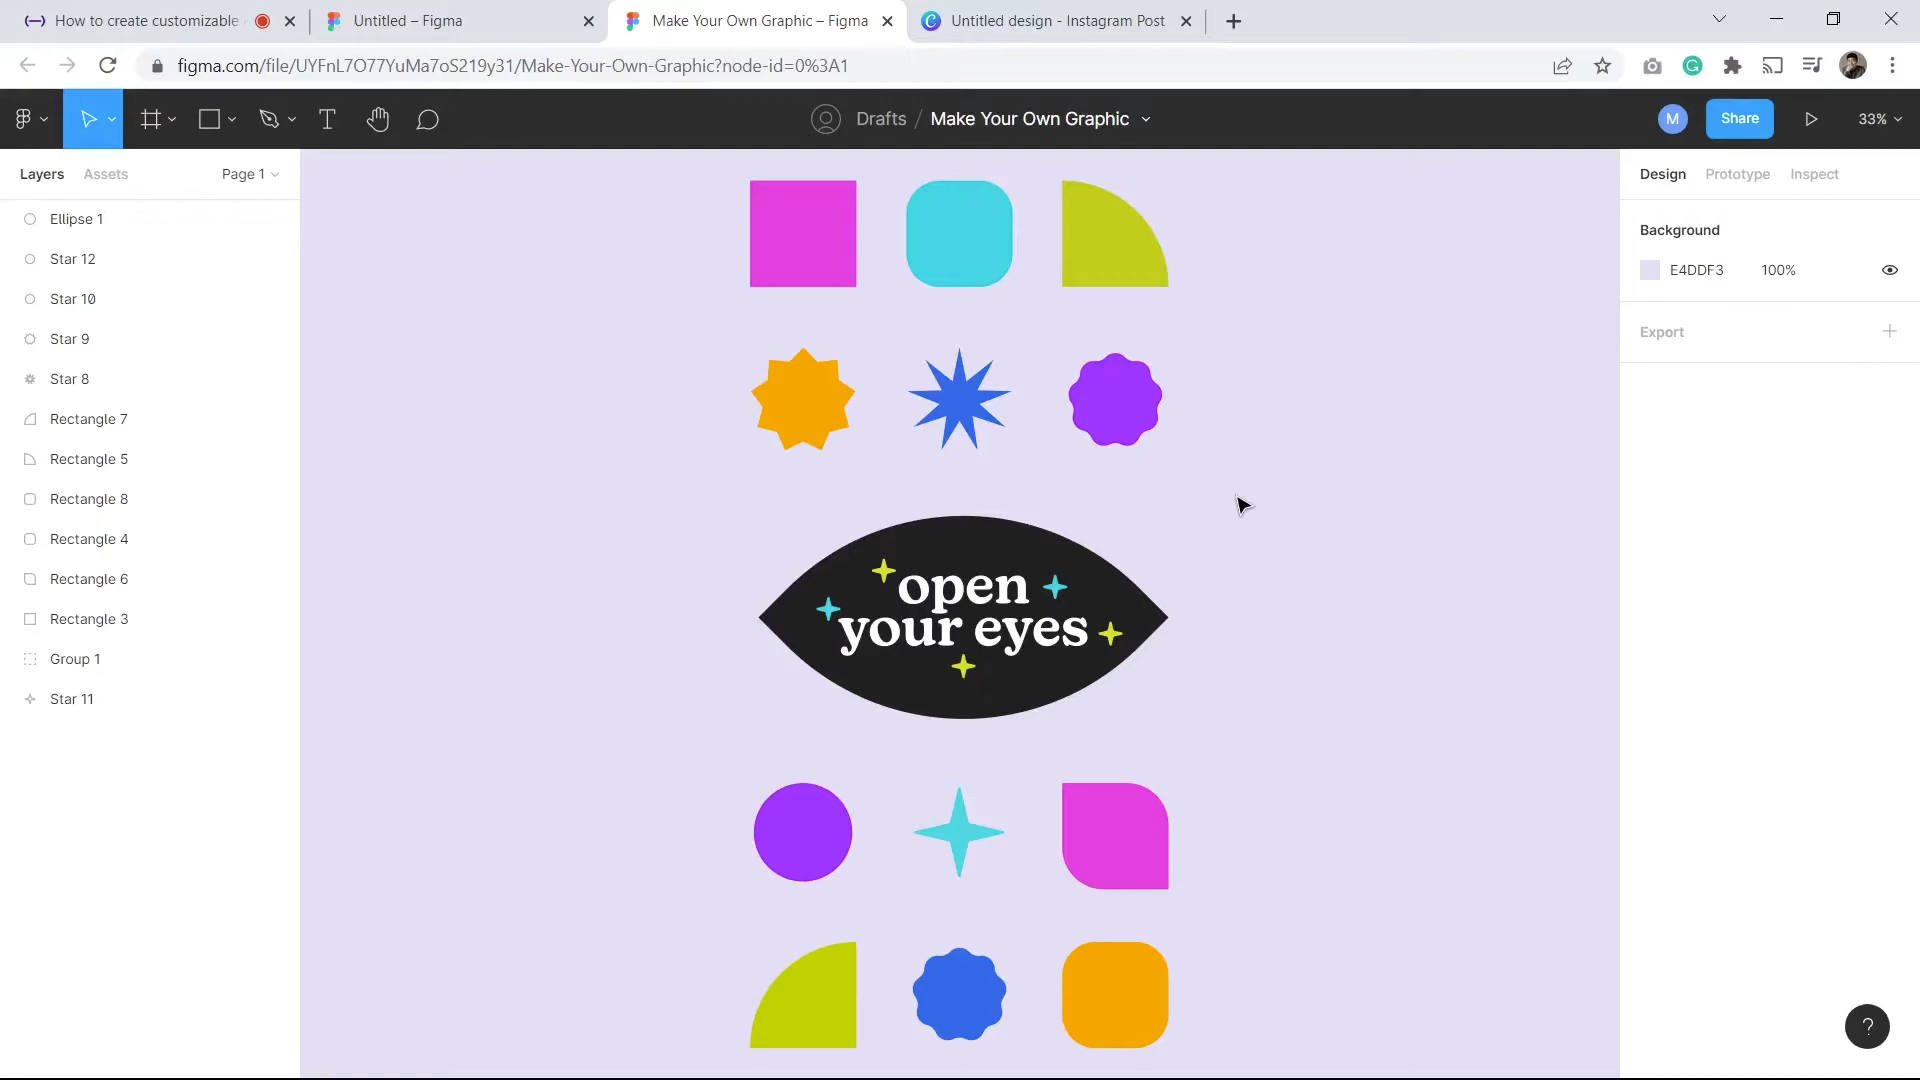 How to create customizable
Untitled – Figma
Make Your Own Graphic – Figma
Untitled design - Instagram Post
figma.com/file/UYFnL7O77YuMa7oS219y31/Make-Your-Own-Graphic?node-id=0%3A1
Drafts / Make Your Own Graphic
M
Share
33%
Layers
Assets
Page 1
Design
Prototype
Inspect
Ellipse 1
Star 12
Star 10
Star 9
Star 8
Rectangle 7
Rectangle 5
Rectangle 8
Rectangle 4
Rectangle 6
Rectangle 3
Group 1
Star 11
open
your eyes
Background
E4DDF3 100%
Export
?